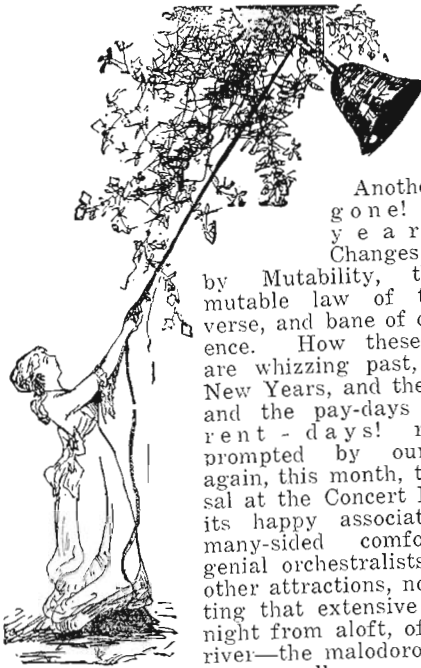 Anothe
gone!
year
Changes
by Mutability, t
mutable law of t
verse, and bane of
ence. How these
are whizzing past,
New Years, and the
and the pay-days
rent-days!
prompted by our
again, this month, t
sal at the Concert
its happy associat
many-sided comfo
genial orchestralists
other attractions, no
ting that extensive
night from aloft, of
river—the malodoro